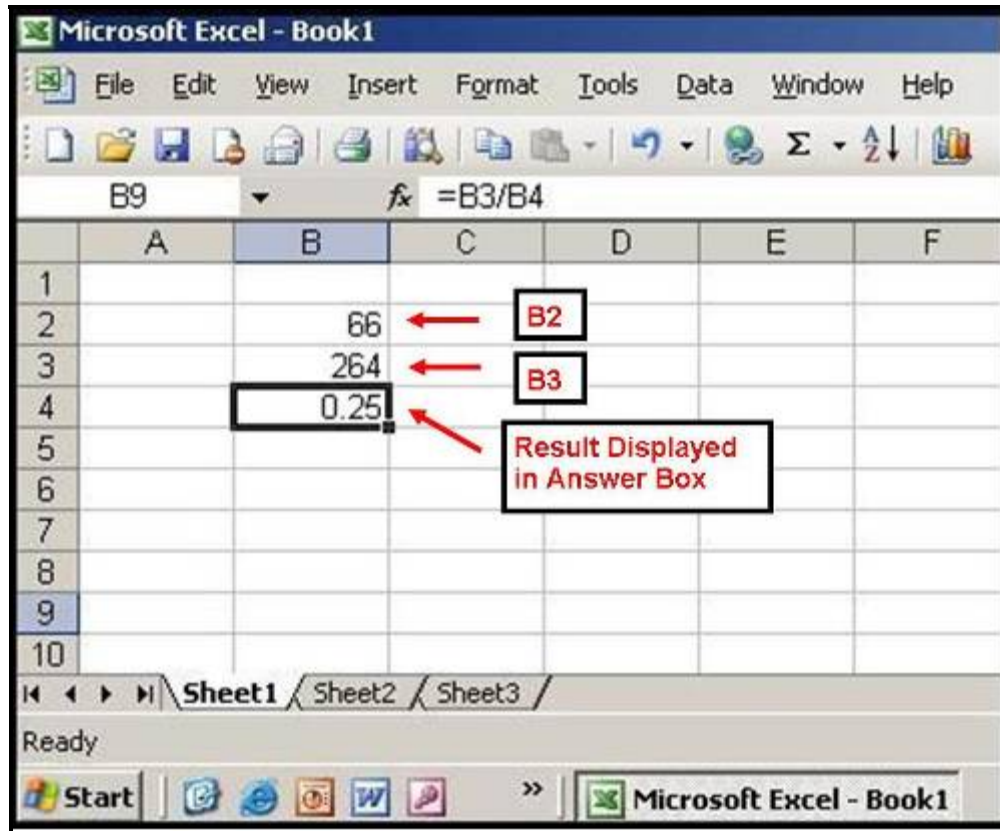 Microsoft Excel - Book1
File Edit View Insert Format Tools Data Window Help
B9 fx =B3/B4
A B C D E F
1
2 66 B2
3 264 B3
4 0.25
5 Result Displayed
6 in Answer Box
7
8
9
10
Sheet1 Sheet2 Sheet3
Ready
Start » Microsoft Excel - Book1